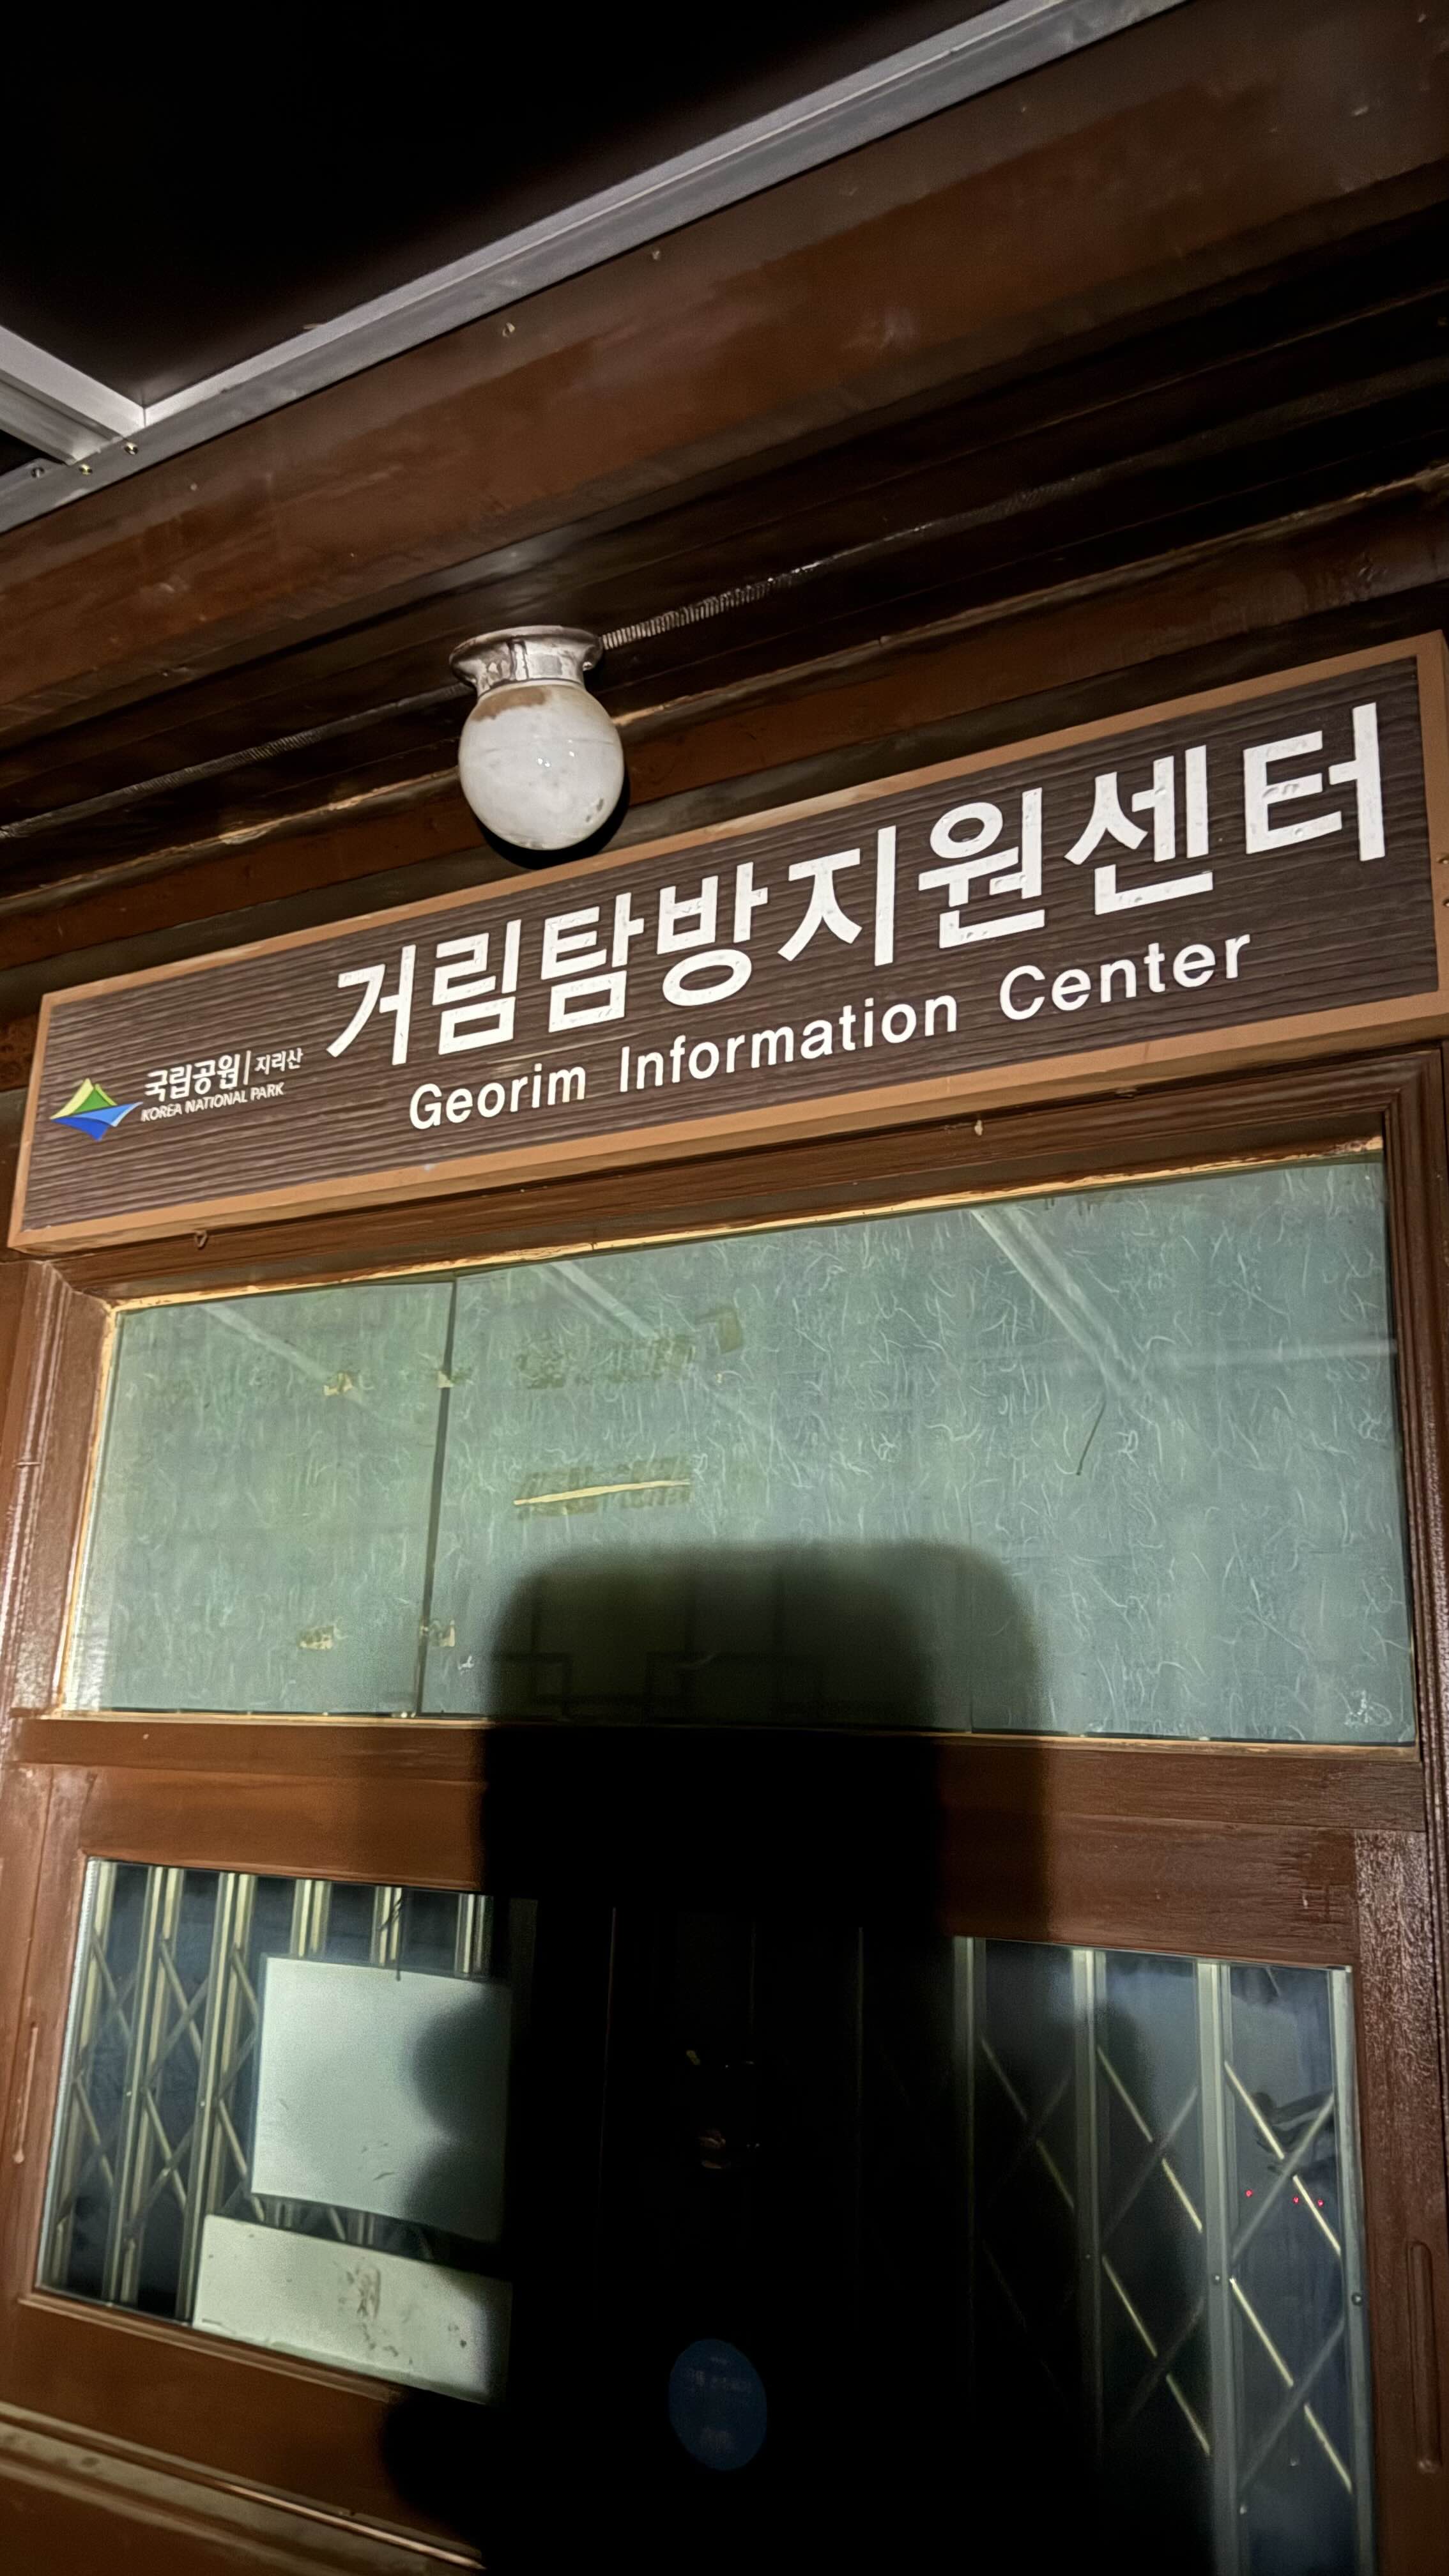 거림탐방지원센터
Georim Information Center
국립공원 | 지리산
KOREA NATIONAL PARK